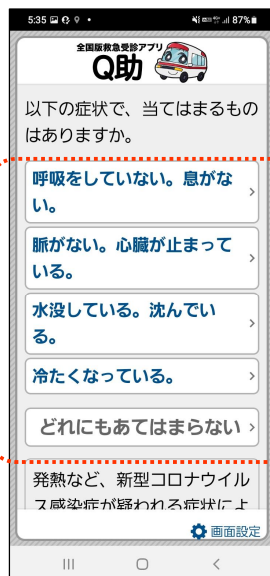 5:35
87%
全国版救急受診アプリ
Q助
以下の症状で、当てはまるもの
はありますか。
呼吸をしていない。息がな
い。
脈がない。心臓が止まって
いる。
水没している。沈んでい
る。
冷たくなっている。
どれにもあてはまらない
発熱など、新型コロナウイル
ス感染症が疑われる症状によ
画面設定